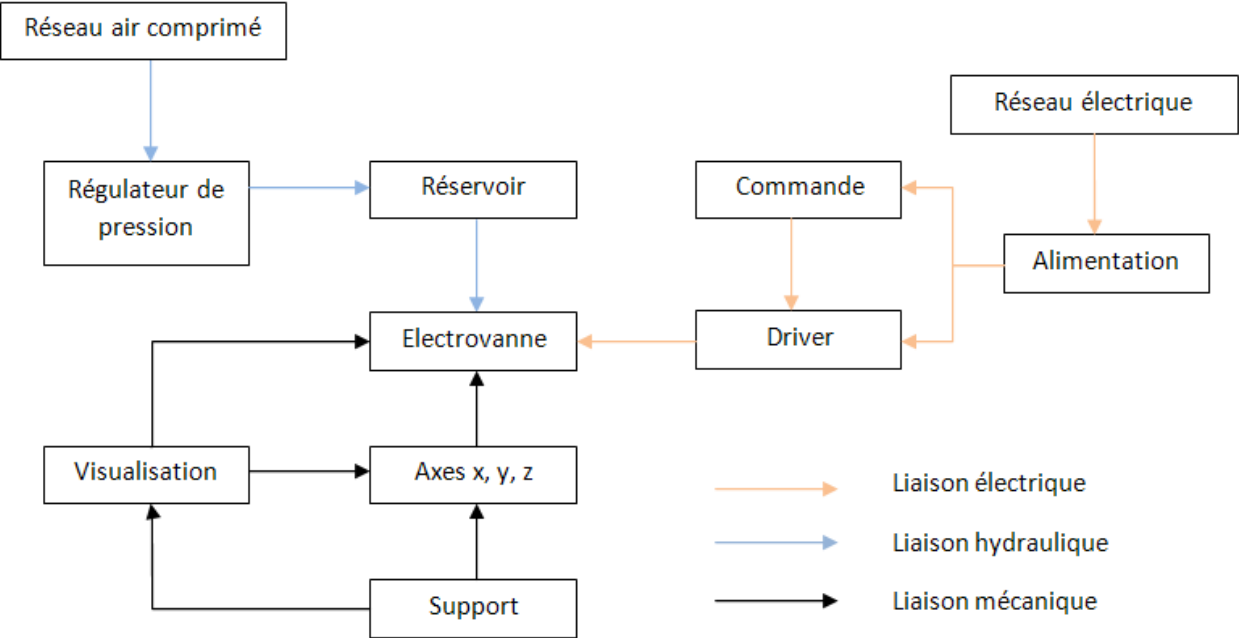 Réseau air comprimé
Réseau électrique
Régulateur de
pression
Réservoir
Commande
Alimentation
Electrovanne
Driver
Visualisation
Axes x, y, z
Liaison électrique
Liaison hydraulique
Support
Liaison mécanique